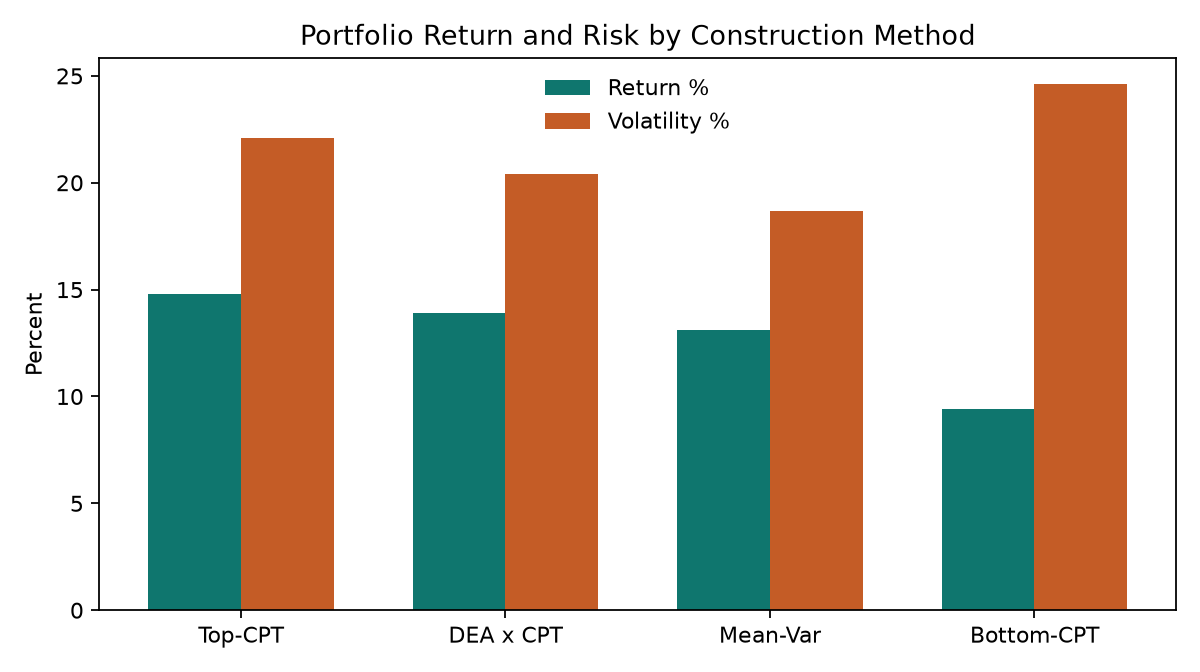 Portfolio Return and Risk by Construction Method
Return %
Volatility %
Percent
25
20
15
10
5
0
Top-CPT
DEA x CPT
Mean-Var
Bottom-CPT